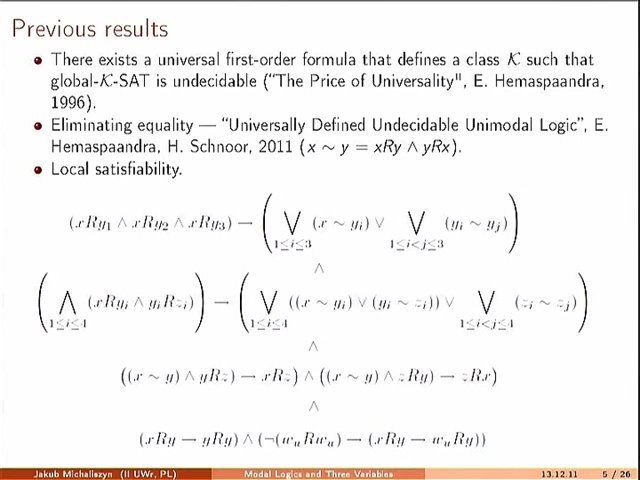 Previous results
• There exists a universal first-order formula that defines a class 𝒦 such that
global-𝒦-SAT is undecidable ("The Price of Universality", E. Hemaspaandra,
1996).
• Eliminating equality — "Universally Defined Undecidable Unimodal Logic", E.
Hemaspaandra, H. Schnoor, 2011 (x ∼ y = xRy ∧ yRx).
• Local satisfiability.
(xRy₁ ∧ xRy₂ ∧ xRy₃) → ( ⋁_{1≤i≤3} (x ∼ yᵢ) ∨ ⋁_{1≤i<j≤3} (yᵢ ∼ yⱼ) )
∧
( ⋀_{1≤i≤4} (xRyᵢ ∧ yᵢRzᵢ) ) → ( ⋁_{1≤i≤4} ((x ∼ yᵢ) ∨ (yᵢ ∼ zᵢ)) ∨ ⋁_{1≤i<j≤4} (zᵢ ∼ zⱼ) )
∧
((x ∼ y) ∧ yRz) → xRz) ∧ ((x ∼ y) ∧ zRy) → zRx)
∧
(xRy → yRy) ∧ (¬(wᵤRwᵤ) → (xRy → wᵤRy))
Jakub Michaliszyn (II UWr, PL) Modal Logics and Three Variables 13.12.11 5 / 26